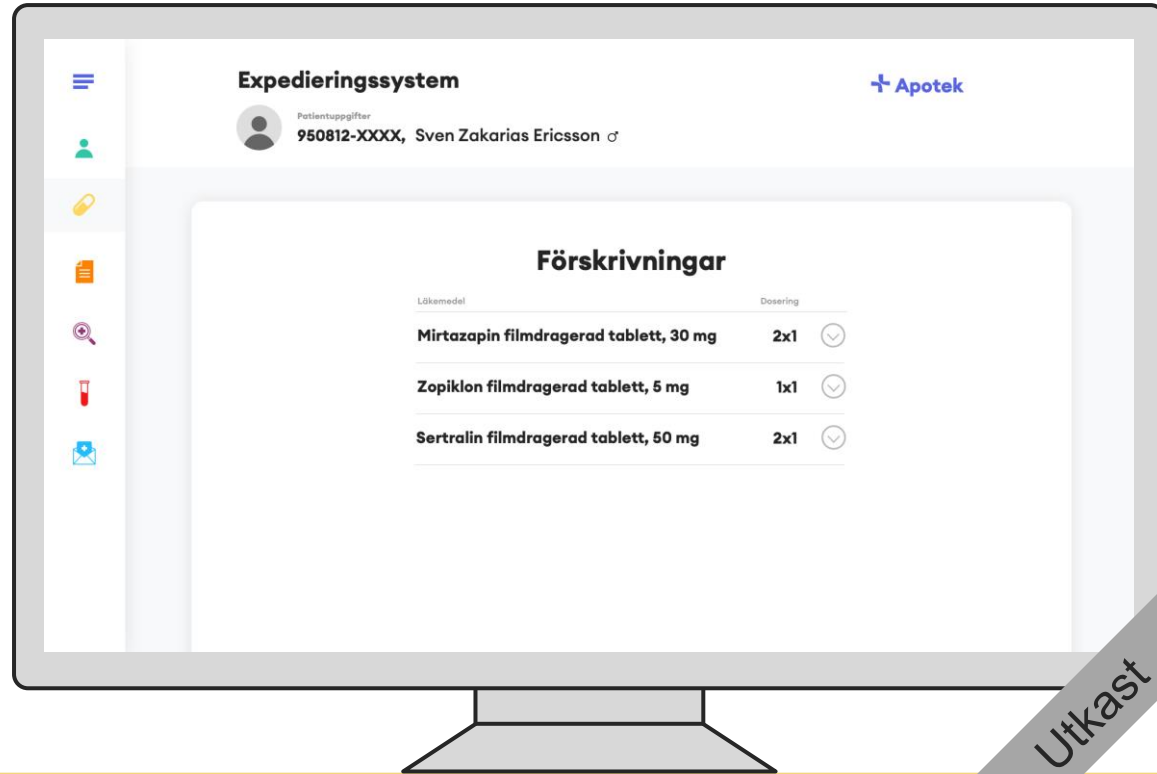 Expedieringssystem
Apotek
Patientuppgifter
950812-XXXX, Sven Zakarias Ericsson ♂
Förskrivningar
Läkemedel Dosering
Mirtazapin filmdragerad tablett, 30 mg 2x1
Zopiklon filmdragerad tablett, 5 mg 1x1
Sertralin filmdragerad tablett, 50 mg 2x1
Utkast